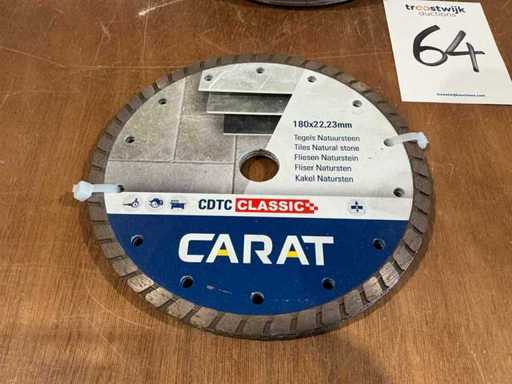 troostwijk
auctions
64
180x22,23mm
Tegels Natuursteen
Tiles Natural stone
Fliesen Naturstein
Fliser Natursten
Kakel Natursten
CDTC CLASSIC
CARAT